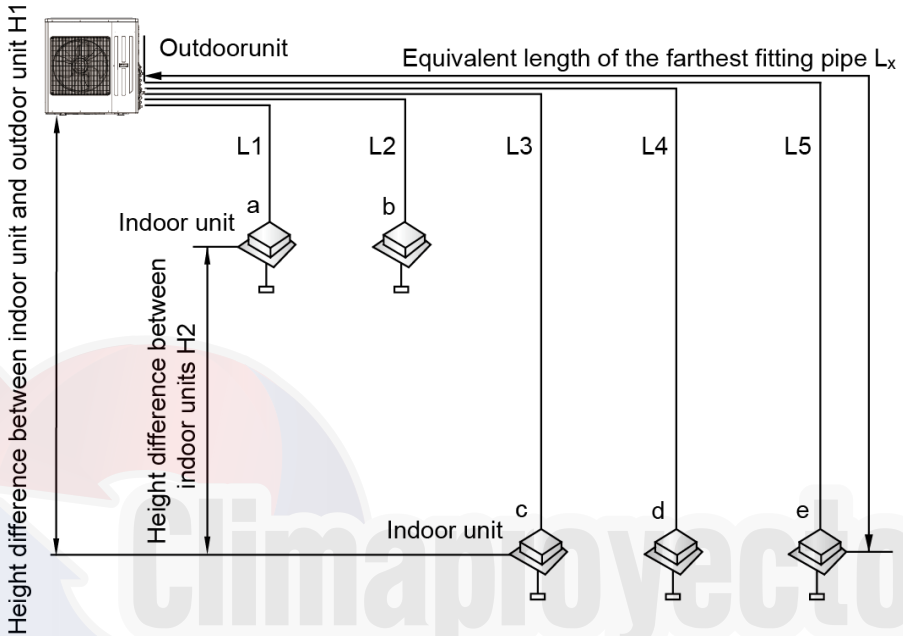 Height difference between indoor unit and outdoor unit H1
Outdoorunit
Equivalent length of the farthest fitting pipe Lx
L1
L2
L3
L4
L5
a
b
Indoor unit
Height difference between
indoor units H2
c
d
e
Indoor unit
Climaproyecto